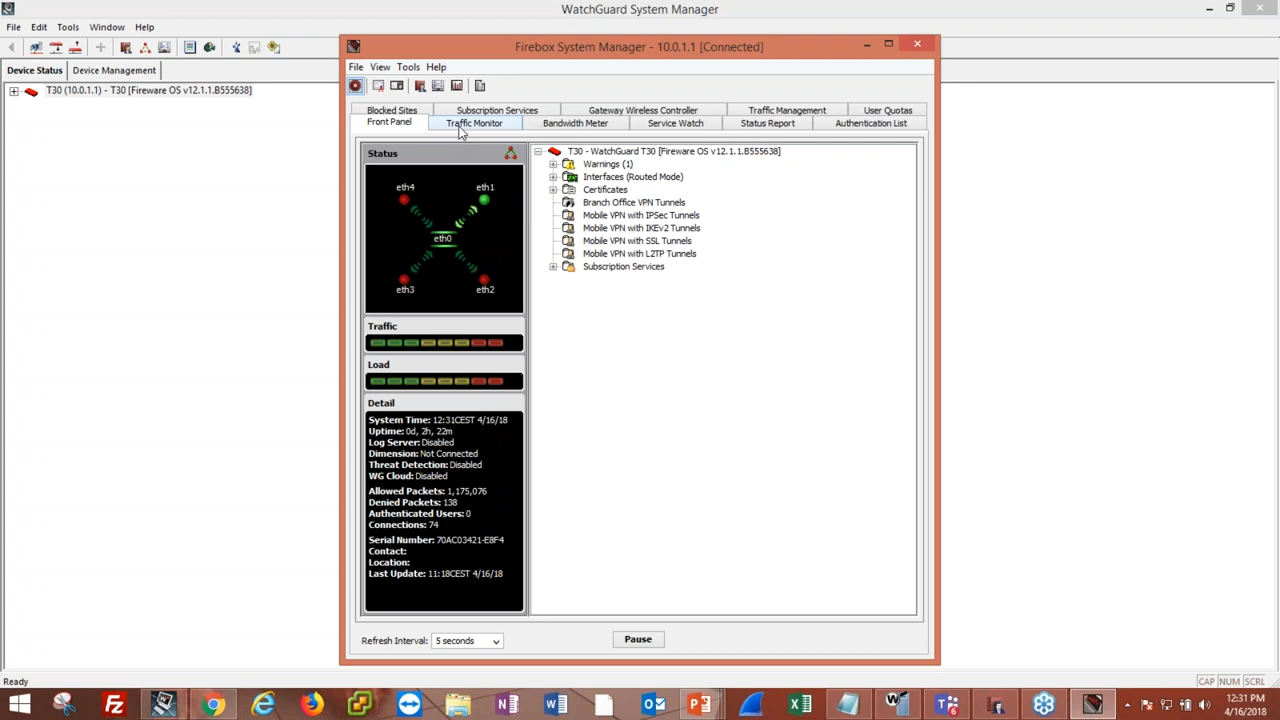 WatchGuard System Manager
File Edit Tools Window Help
Device Status Device Management
T30 (10.0.1.1) - T30 [Fireware OS v12.1.1.B555638]
Firebox System Manager - 10.0.1.1 [Connected]
File View Tools Help
Blocked Sites Subscription Services Gateway Wireless Controller Traffic Management User Quotas
Front Panel Traffic Monitor Bandwidth Meter Service Watch Status Report Authentication List
Status
eth4 eth1
eth0
eth3 eth2
Traffic
Load
Detail
System Time: 12:31CEST 4/16/18
Uptime: 0d, 2h, 22m
Log Server: Disabled
Dimension: Not Connected
Threat Detection: Disabled
WG Cloud: Disabled
Allowed Packets: 1,175,076
Denied Packets: 138
Authenticated Users: 0
Connections: 74
Serial Number: 70AC03421-E8F4
Contact:
Location:
Last Update: 11:18CEST 4/16/18
T30 - WatchGuard T30 [Fireware OS v12.1.1.B555638]
Warnings (1)
Interfaces (Routed Mode)
Certificates
Branch Office VPN Tunnels
Mobile VPN with IPSec Tunnels
Mobile VPN with IKEv2 Tunnels
Mobile VPN with SSL Tunnels
Mobile VPN with L2TP Tunnels
Subscription Services
Refresh Interval: 5 seconds Pause
Ready CAP NUM SCRL
12:31 PM
4/16/2018